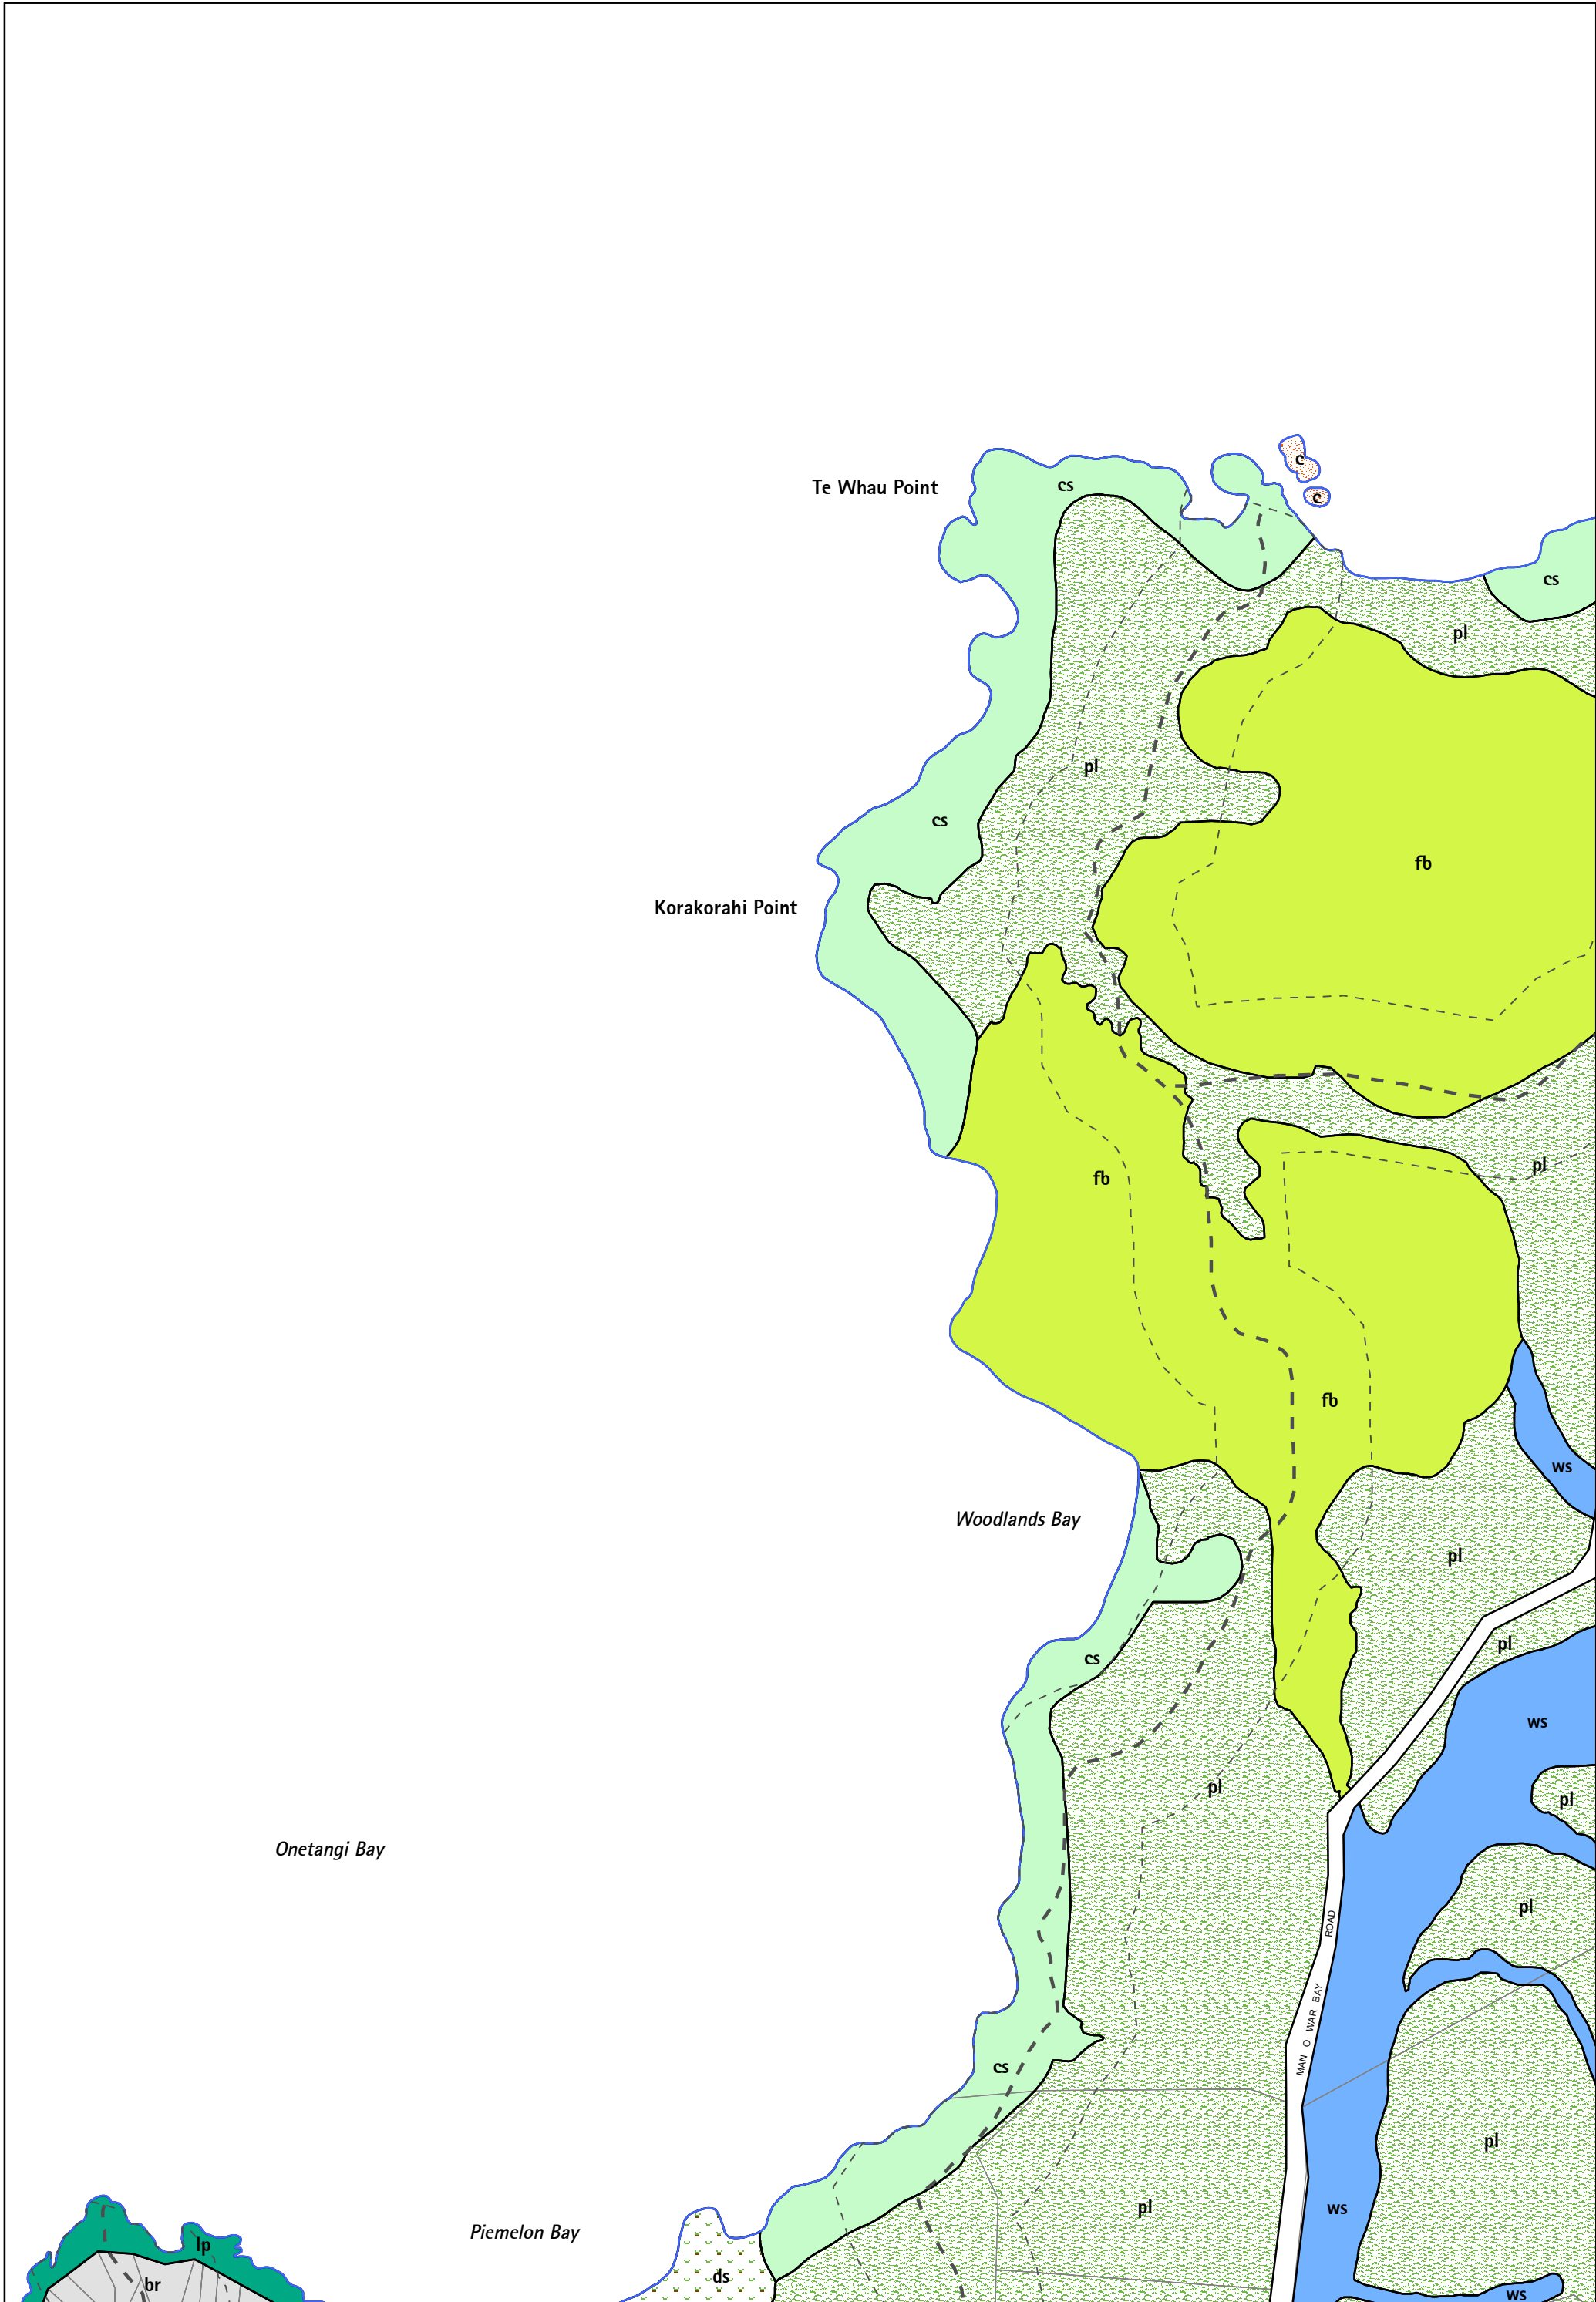 c
Te Whau Point
cs
c
cs
pl
pl
cs
fb
Korakorahi Point
pl
fb
fb
ws
Woodlands Bay
pl
pl
cs
ws
pl
pl
Onetangi Bay
pl
MAN O WAR BAY ROAD
cs
pl
pl
ws
Piemelon Bay
lp
ds
br
ws